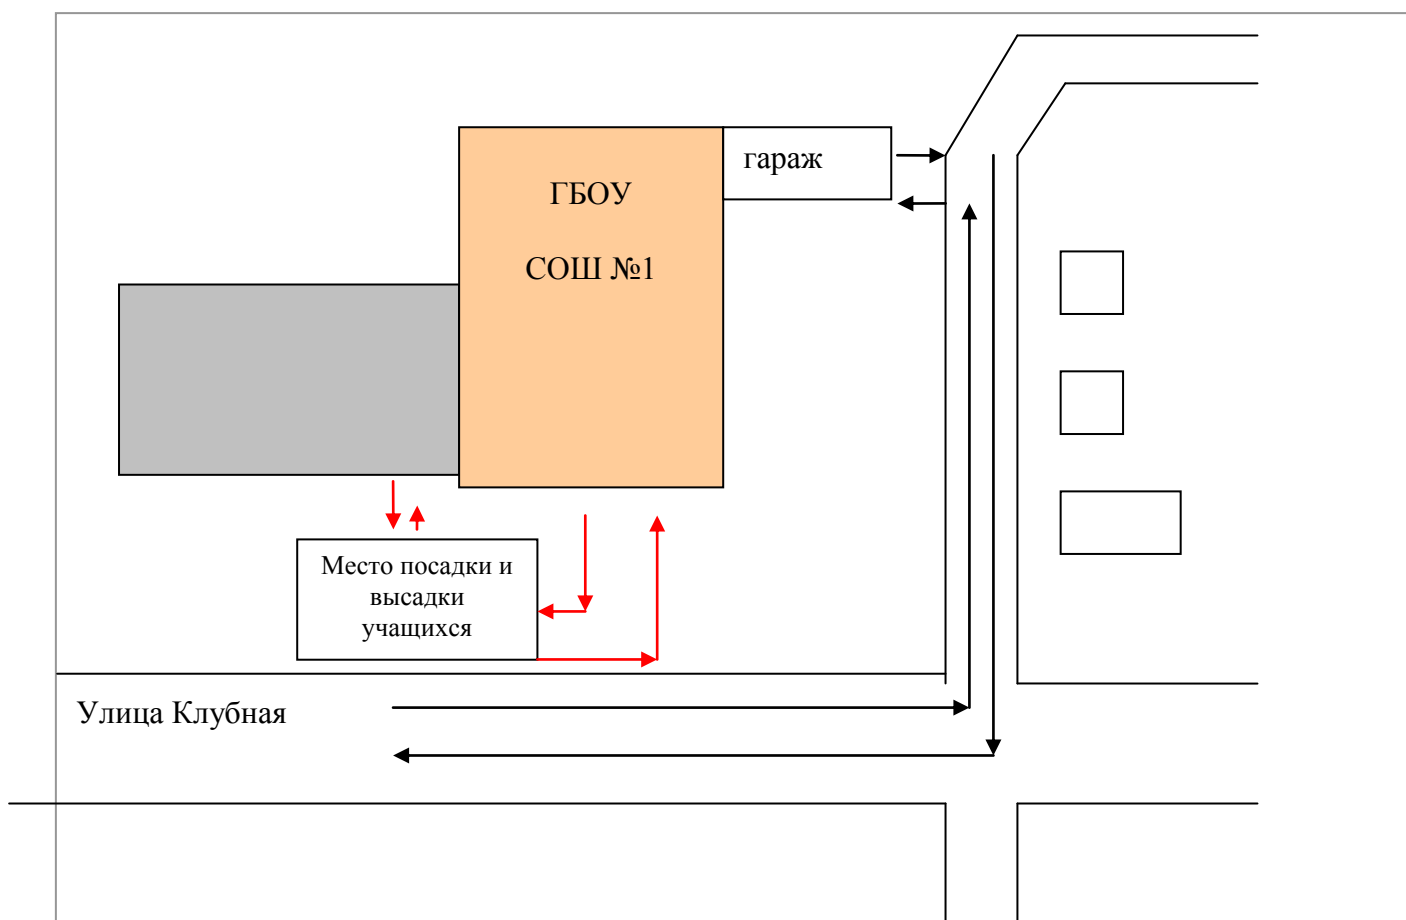 гараж
ГБОУ
СОШ №1
Место посадки и
высадки
учащихся
Улица Клубная